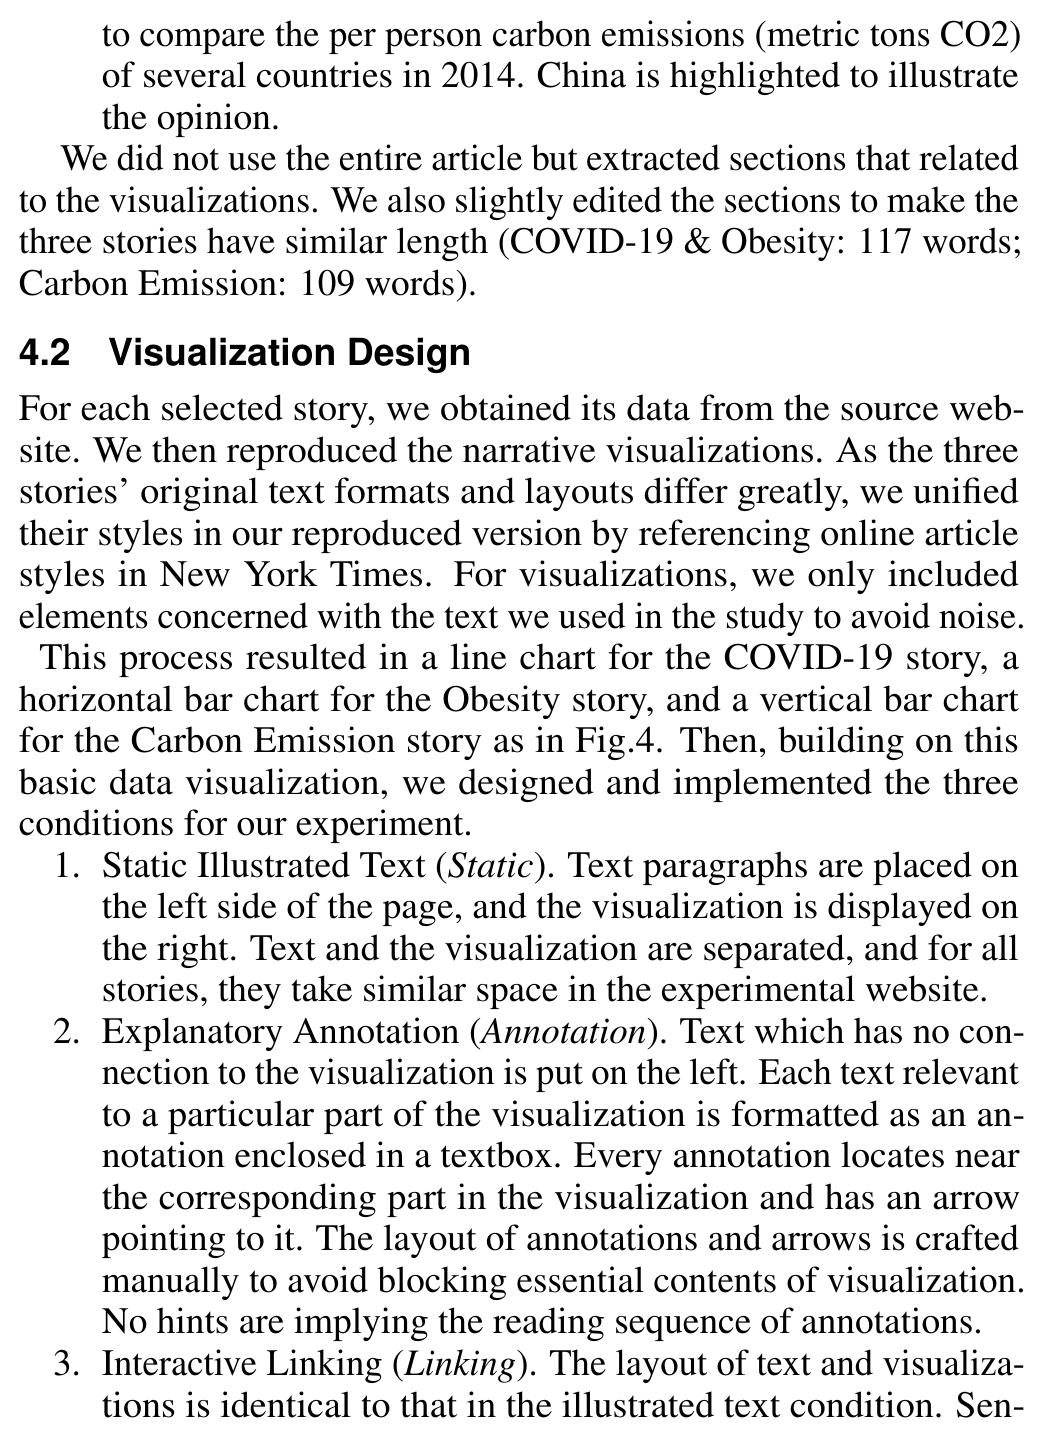 to compare the per person carbon emissions (metric tons CO2)
of several countries in 2014. China is highlighted to illustrate
the opinion.
We did not use the entire article but extracted sections that related
to the visualizations. We also slightly edited the sections to make the
three stories have similar length (COVID-19 & Obesity: 117 words;
Carbon Emission: 109 words).
4.2 Visualization Design
For each selected story, we obtained its data from the source web-
site. We then reproduced the narrative visualizations. As the three
stories’ original text formats and layouts differ greatly, we unified
their styles in our reproduced version by referencing online article
styles in New York Times. For visualizations, we only included
elements concerned with the text we used in the study to avoid noise.
This process resulted in a line chart for the COVID-19 story, a
horizontal bar chart for the Obesity story, and a vertical bar chart
for the Carbon Emission story as in Fig.4. Then, building on this
basic data visualization, we designed and implemented the three
conditions for our experiment.
1. Static Illustrated Text (Static). Text paragraphs are placed on
the left side of the page, and the visualization is displayed on
the right. Text and the visualization are separated, and for all
stories, they take similar space in the experimental website.
2. Explanatory Annotation (Annotation). Text which has no con-
nection to the visualization is put on the left. Each text relevant
to a particular part of the visualization is formatted as an an-
notation enclosed in a textbox. Every annotation locates near
the corresponding part in the visualization and has an arrow
pointing to it. The layout of annotations and arrows is crafted
manually to avoid blocking essential contents of visualization.
No hints are implying the reading sequence of annotations.
3. Interactive Linking (Linking). The layout of text and visualiza-
tions is identical to that in the illustrated text condition. Sen-